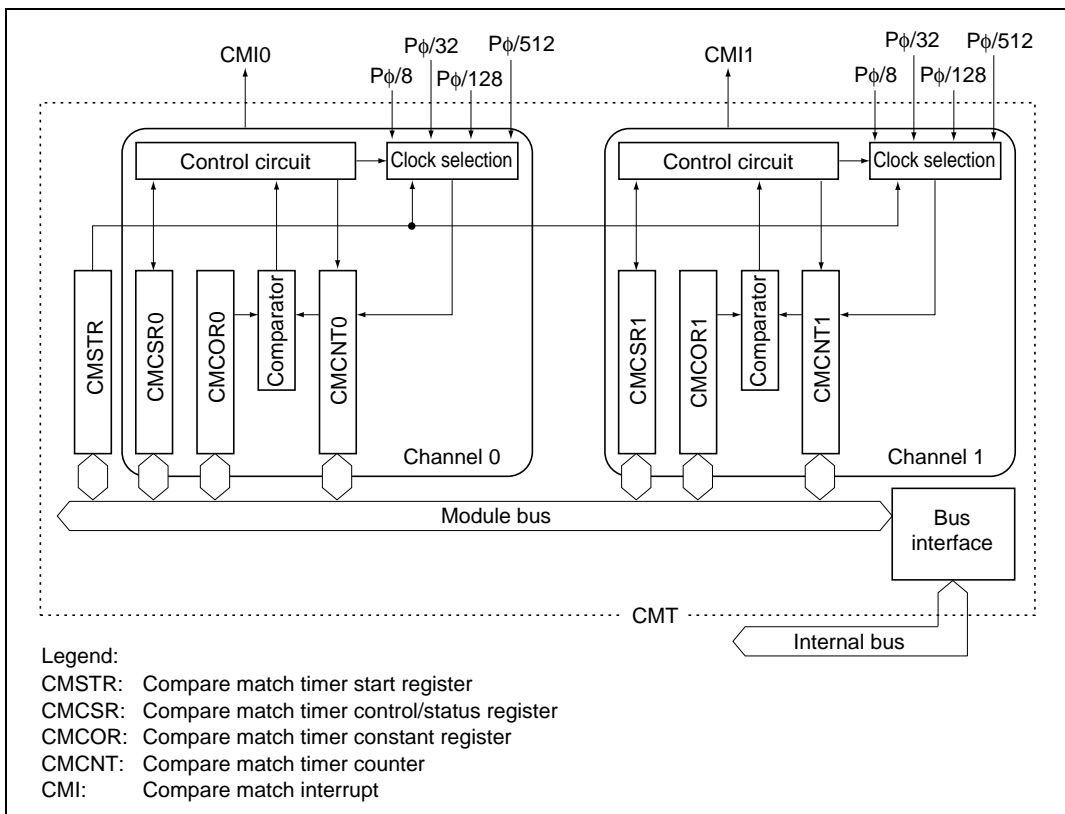 CMI0
Pφ/32
Pφ/512
Pφ/8
Pφ/128
CMI1
Pφ/32
Pφ/512
Pφ/8
Pφ/128
Control circuit
Clock selection
Control circuit
Clock selection
CMSTR
CMCSR0
CMCOR0
Comparator
CMCNT0
Channel 0
CMCSR1
CMCOR1
Comparator
CMCNT1
Channel 1
Module bus
Bus
interface
CMT
Internal bus
Legend:
CMSTR: Compare match timer start register
CMCSR: Compare match timer control/status register
CMCOR: Compare match timer constant register
CMCNT: Compare match timer counter
CMI: Compare match interrupt